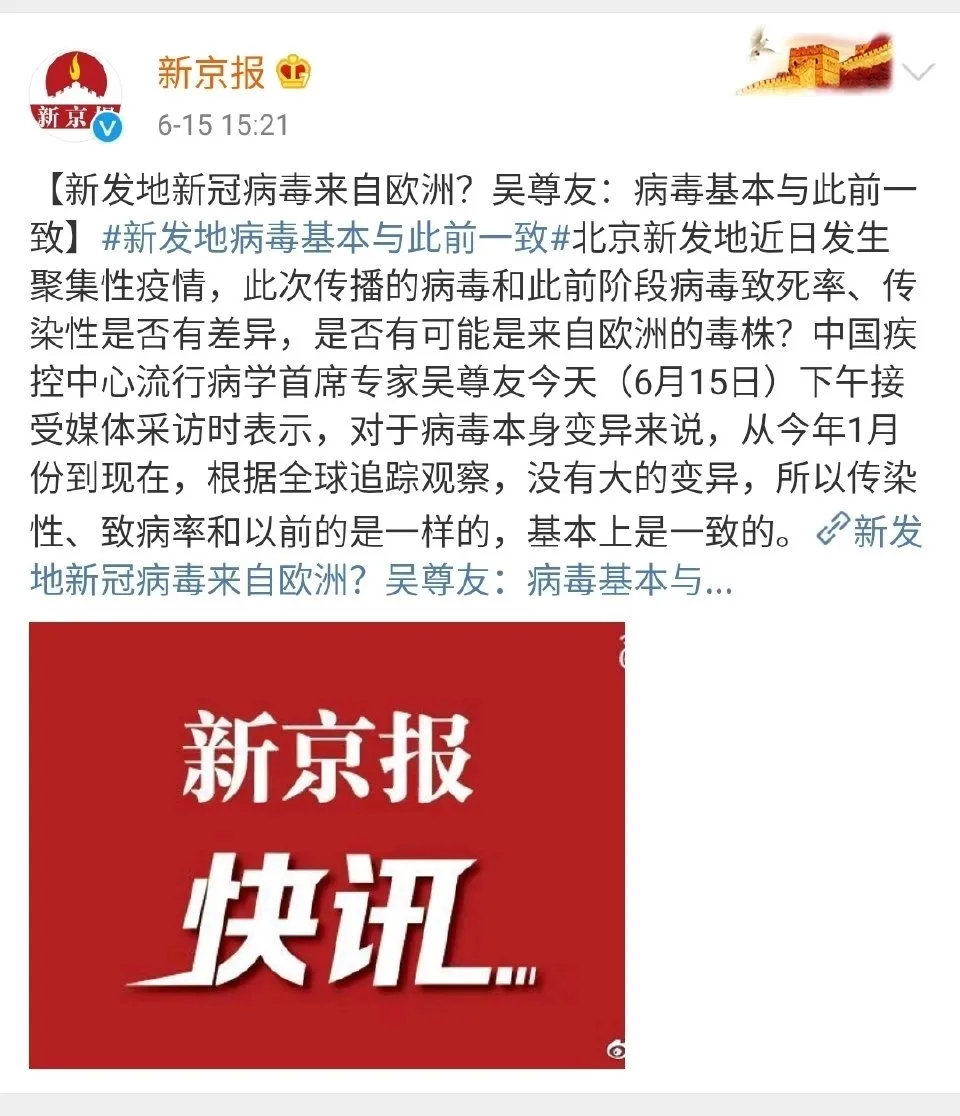 新京报
新京报
6-15 15:21
【新发地新冠病毒来自欧洲？吴尊友：病毒基本与此前一
致】#新发地病毒基本与此前一致#北京新发地近日发生
聚集性疫情，此次传播的病毒和此前阶段病毒致死率、传
染性是否有差异，是否有可能是来自欧洲的毒株？中国疾
控中心流行病学首席专家吴尊友今天（6月15日）下午接
受媒体采访时表示，对于病毒本身变异来说，从今年1月
份到现在，根据全球追踪观察，没有大的变异，所以传染
性、致病率和以前的是一样的，基本上是一致的。新发
地新冠病毒来自欧洲？吴尊友：病毒基本与...
新京报
快讯...